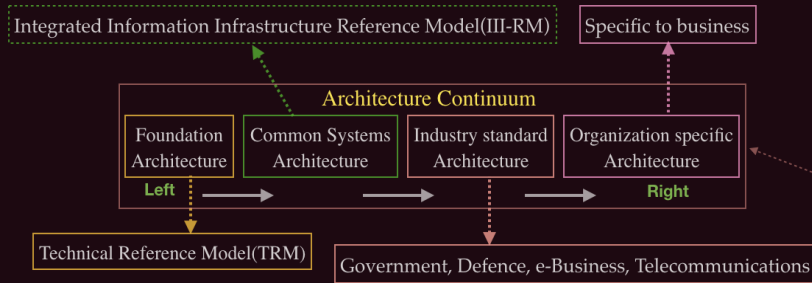 Integrated Information Infrastructure Reference Model(III-RM)
Specific to business
Architecture Continuum
Foundation
Architecture
Common Systems
Architecture
Industry standard
Architecture
Organization specific
Architecture
Left
Right
Technical Reference Model(TRM)
Government, Defence, e-Business, Telecommunications